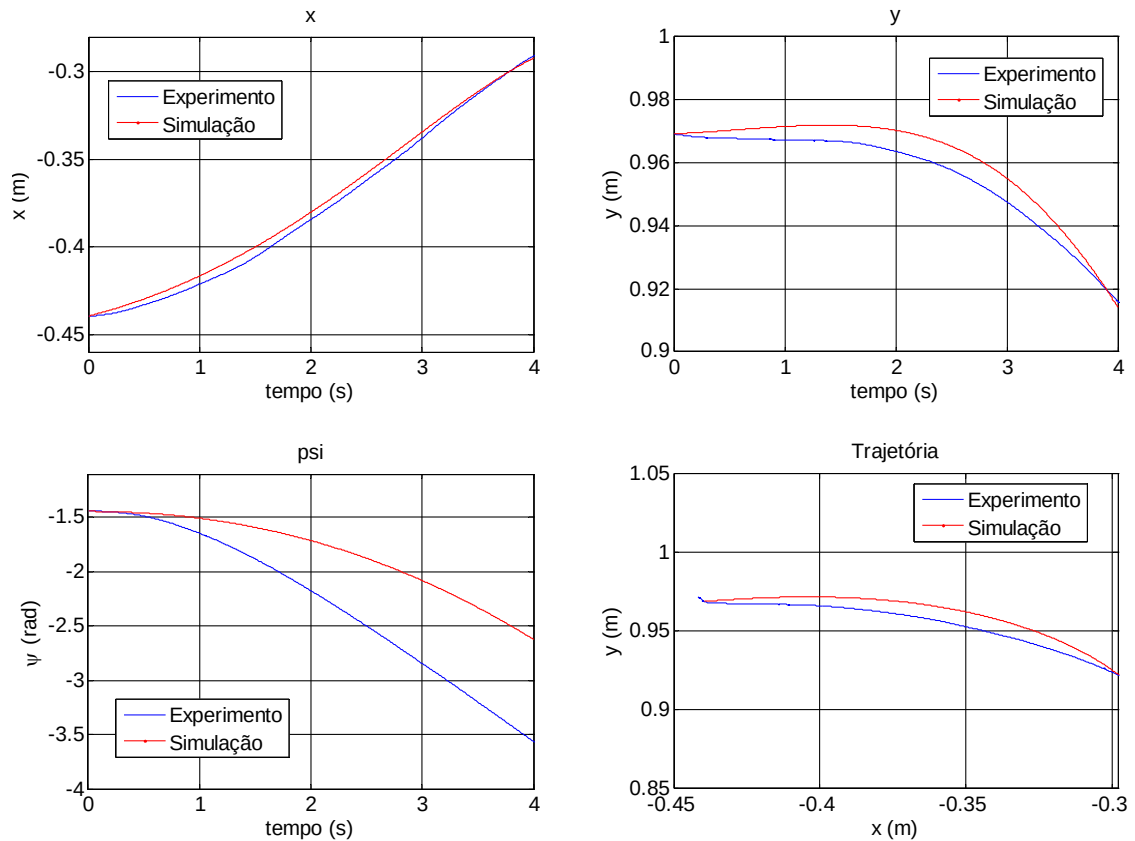 x
-0.3
-0.35
-0.4
-0.45
x (m)
Experimento
Simulação
0 1 2 3 4
tempo (s)
y
1
0.98
0.96
0.94
0.92
0.9
y (m)
Experimento
Simulação
0 1 2 3 4
tempo (s)
psi
-1.5
-2
-2.5
-3
-3.5
-4
ψ (rad)
Experimento
Simulação
0 1 2 3 4
tempo (s)
Trajetória
1.05
1
0.95
0.9
0.85
y (m)
Experimento
Simulação
-0.45 -0.4 -0.35 -0.3
x (m)